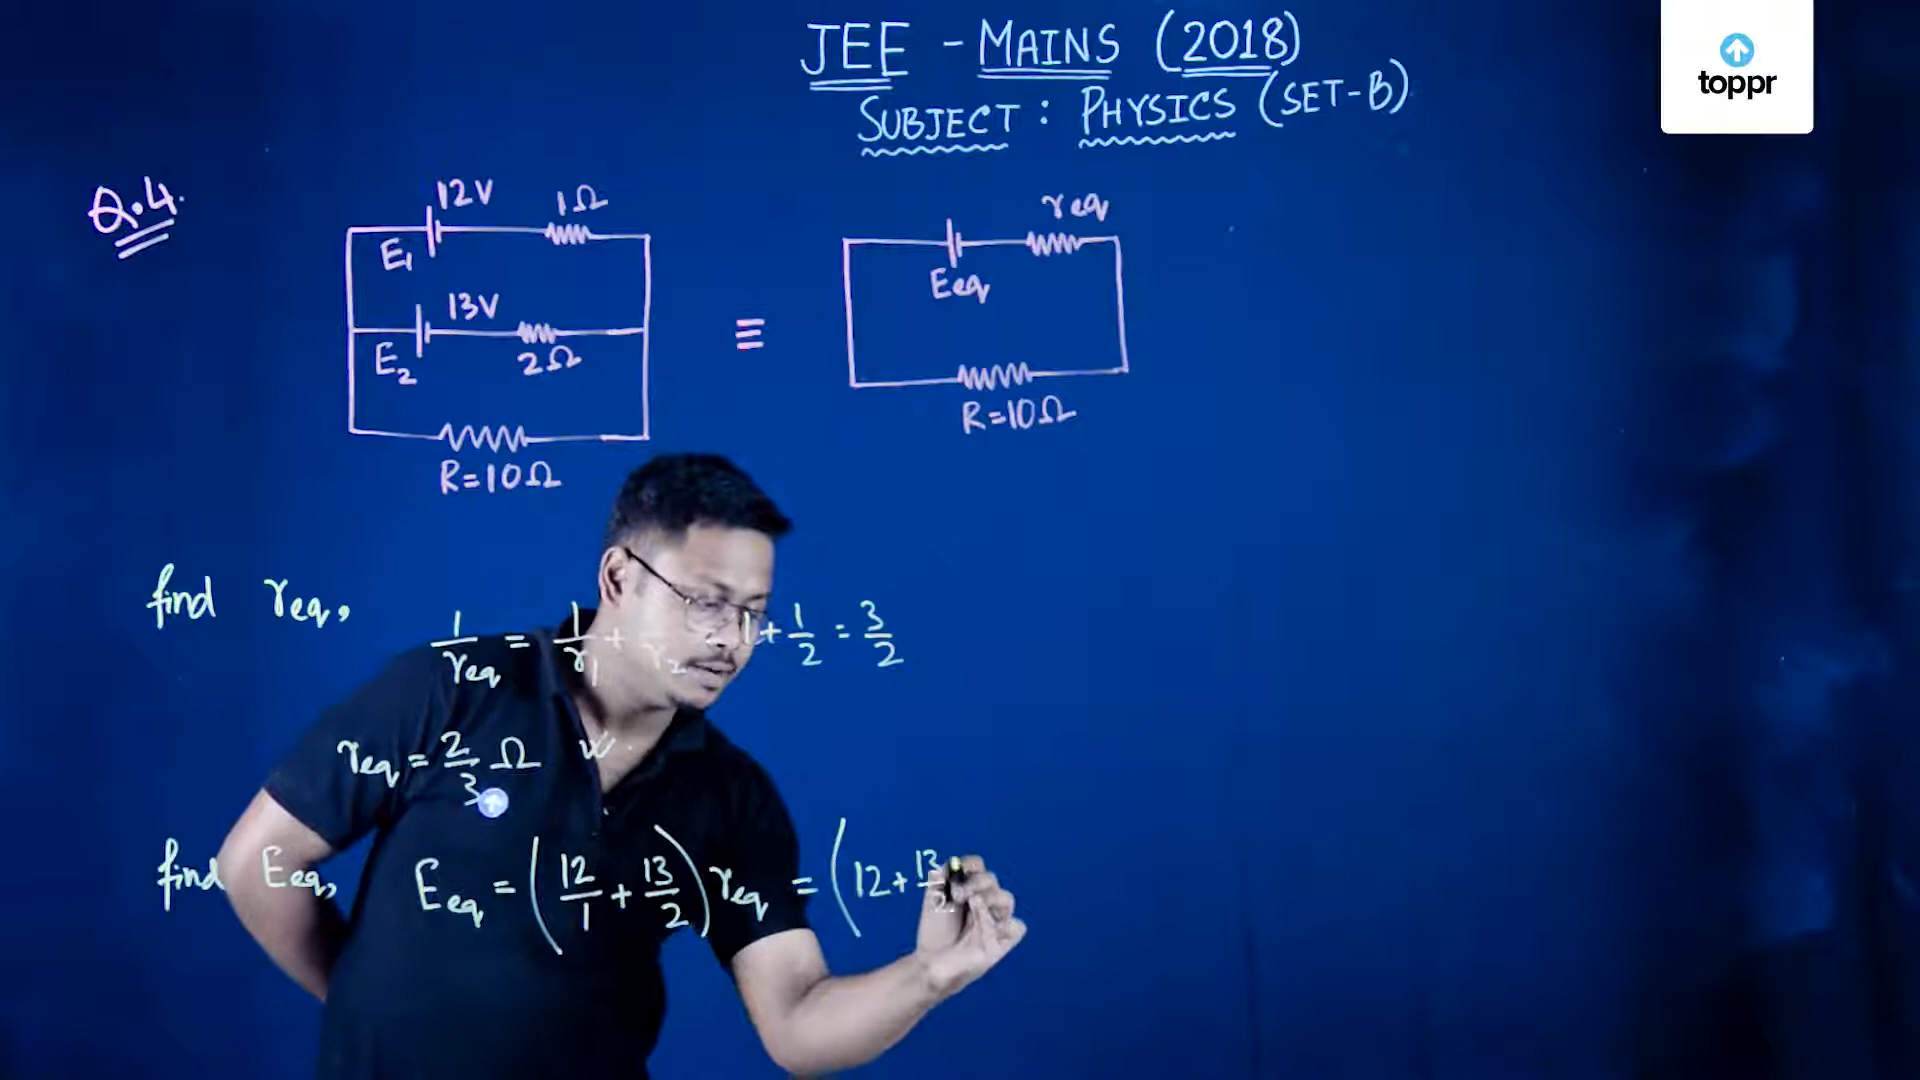 JEE - MAINS (2018)
SUBJECT : PHYSICS (SET-B)
toppr
Q.4.
12V 1Ω
E₁
13V
E₂ 2Ω
R=10Ω
≡
req
Eeq
R=10Ω
find req,
1/req = 1/r₁ + /r₂ 1 + 1/2 = 3/2
req = 2/3 Ω
find Eeq, Eeq = (12/1 + 13/2) req = (12 + 13/2